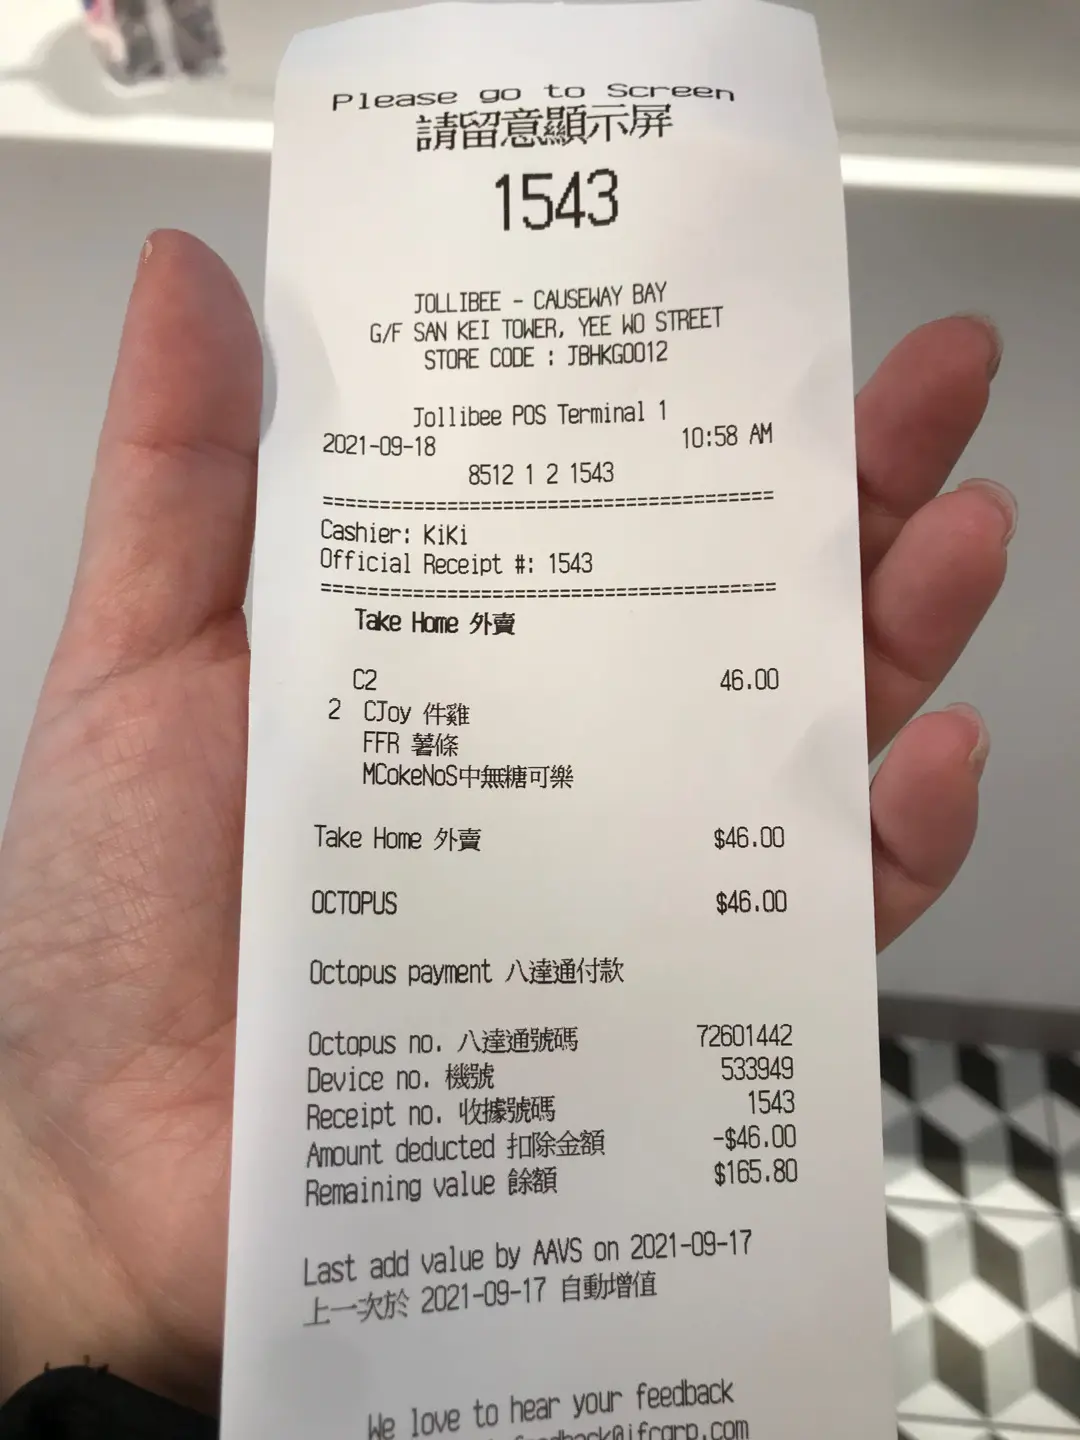 Please go to Screen
請留意顯示屏
1543
JOLLIBEE - CAUSEWAY BAY
G/F SAN KEI TOWER, YEE WO STREET
STORE CODE : JBHKG0012
Jollibee POS Terminal 1
2021-09-18 10:58 AM
8512 1 2 1543
======================================
Cashier: KiKi
Official Receipt #: 1543
======================================
Take Home 外賣
C2 46.00
2 CJoy 件雞
FFR 薯條
MCokeNoS中無糖可樂
Take Home 外賣 $46.00
OCTOPUS $46.00
Octopus payment 八達通付款
Octopus no. 八達通號碼 72601442
Device no. 機號 533949
Receipt no. 收據號碼 1543
Amount deducted 扣除金額 -$46.00
Remaining value 餘額 $165.80
Last add value by AAVS on 2021-09-17
上一次於 2021-09-17 自動增值
We love to hear your feedback